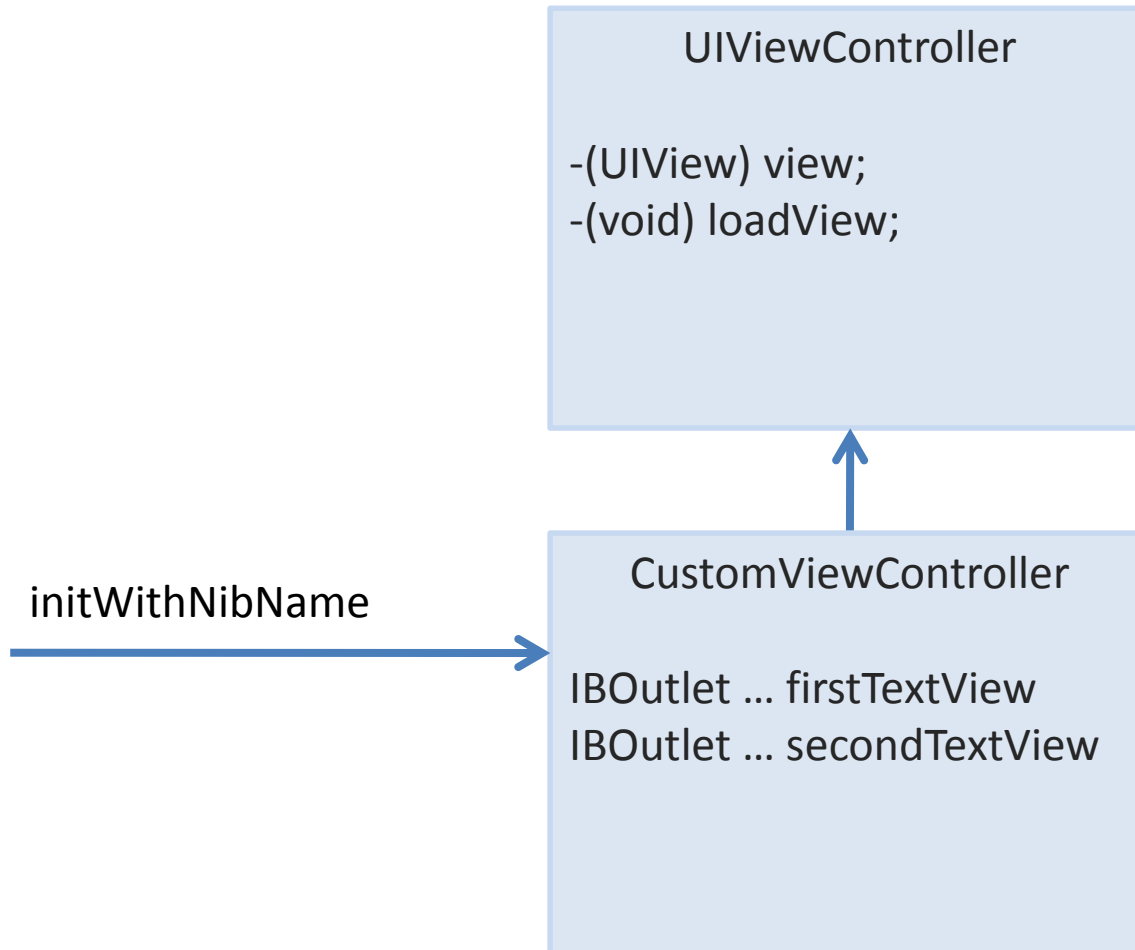 UIViewController
-(UIView) view;
-(void) loadView;
initWithNibName
CustomViewController
IBOutlet … firstTextView
IBOutlet … secondTextView